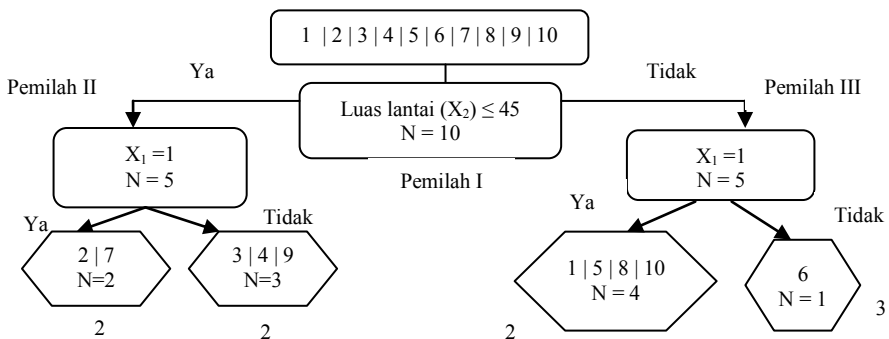 1 | 2 | 3 | 4 | 5 | 6 | 7 | 8 | 9 | 10
Ya
Tidak
Pemilah II
Pemilah III
Luas lantai (X₂) ≤ 45
N = 10
Pemilah I
X₁ =1
N = 5
X₁ =1
N = 5
Ya
Tidak
Ya
Tidak
2 | 7
N=2
3 | 4 | 9
N=3
1 | 5 | 8 | 10
N = 4
6
N = 1
2
2
2
3